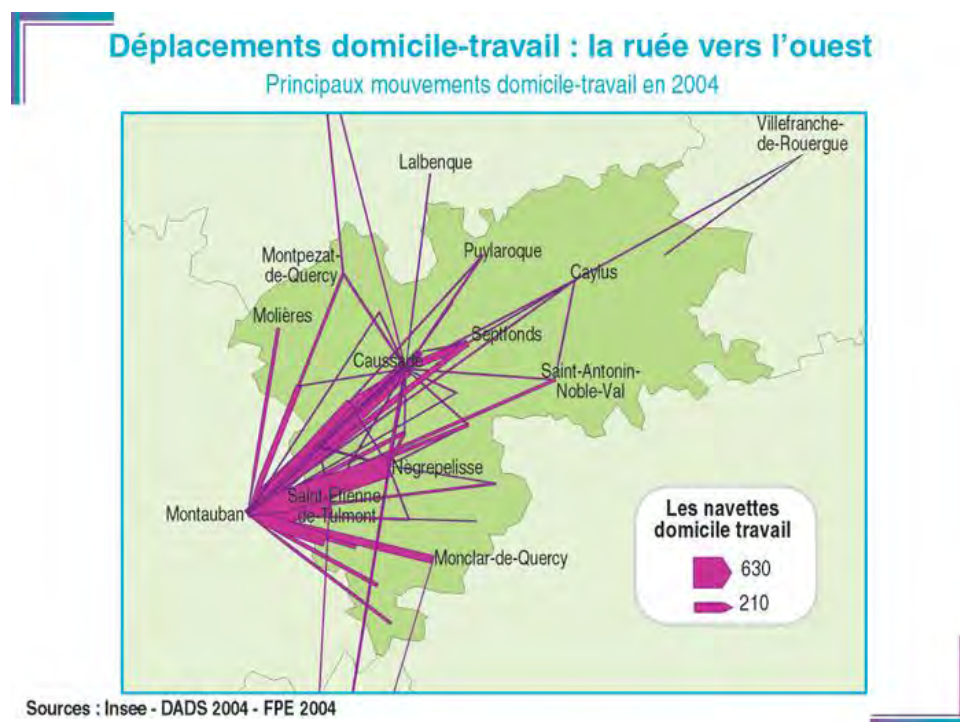 Déplacements domicile-travail : la ruée vers l'ouest
Principaux mouvements domicile-travail en 2004
Villefranche-
de-Rouergue
Lalbenque
Puylaroque
Montpezat-
de-Quercy
Caylus
Molières
Septfonds
Caussade
Saint-Antonin-
Noble-Val
Nègrepelisse
Saint-Etienne
de-Tulmont
Montauban
Monclar-de-Quercy
Les navettes
domicile travail
630
210
Sources : Insee - DADS 2004 - FPE 2004